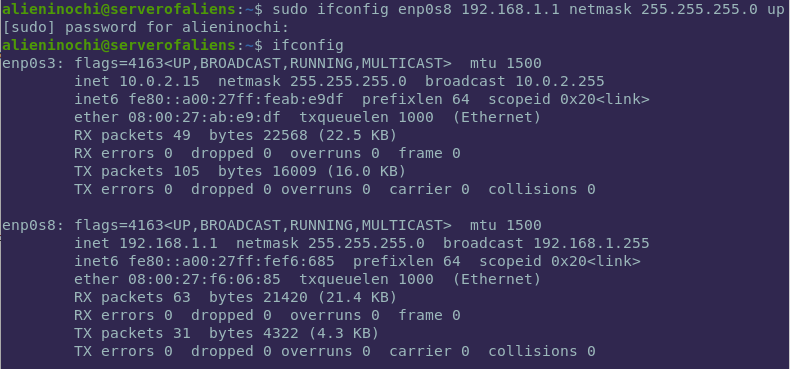 alieninochi@serverofaliens:~$ sudo ifconfig enp0s8 192.168.1.1 netmask 255.255.255.0 up
[sudo] password for alieninochi:
alieninochi@serverofaliens:~$ ifconfig
enp0s3: flags=4163<UP,BROADCAST,RUNNING,MULTICAST>  mtu 1500
        inet 10.0.2.15  netmask 255.255.255.0  broadcast 10.0.2.255
        inet6 fe80::a00:27ff:feab:e9df  prefixlen 64  scopeid 0x20<link>
        ether 08:00:27:ab:e9:df  txqueuelen 1000  (Ethernet)
        RX packets 49  bytes 22568 (22.5 KB)
        RX errors 0  dropped 0  overruns 0  frame 0
        TX packets 105  bytes 16009 (16.0 KB)
        TX errors 0  dropped 0 overruns 0  carrier 0  collisions 0

enp0s8: flags=4163<UP,BROADCAST,RUNNING,MULTICAST>  mtu 1500
        inet 192.168.1.1  netmask 255.255.255.0  broadcast 192.168.1.255
        inet6 fe80::a00:27ff:fef6:685  prefixlen 64  scopeid 0x20<link>
        ether 08:00:27:f6:06:85  txqueuelen 1000  (Ethernet)
        RX packets 63  bytes 21420 (21.4 KB)
        RX errors 0  dropped 0  overruns 0  frame 0
        TX packets 31  bytes 4322 (4.3 KB)
        TX errors 0  dropped 0 overruns 0  carrier 0  collisions 0